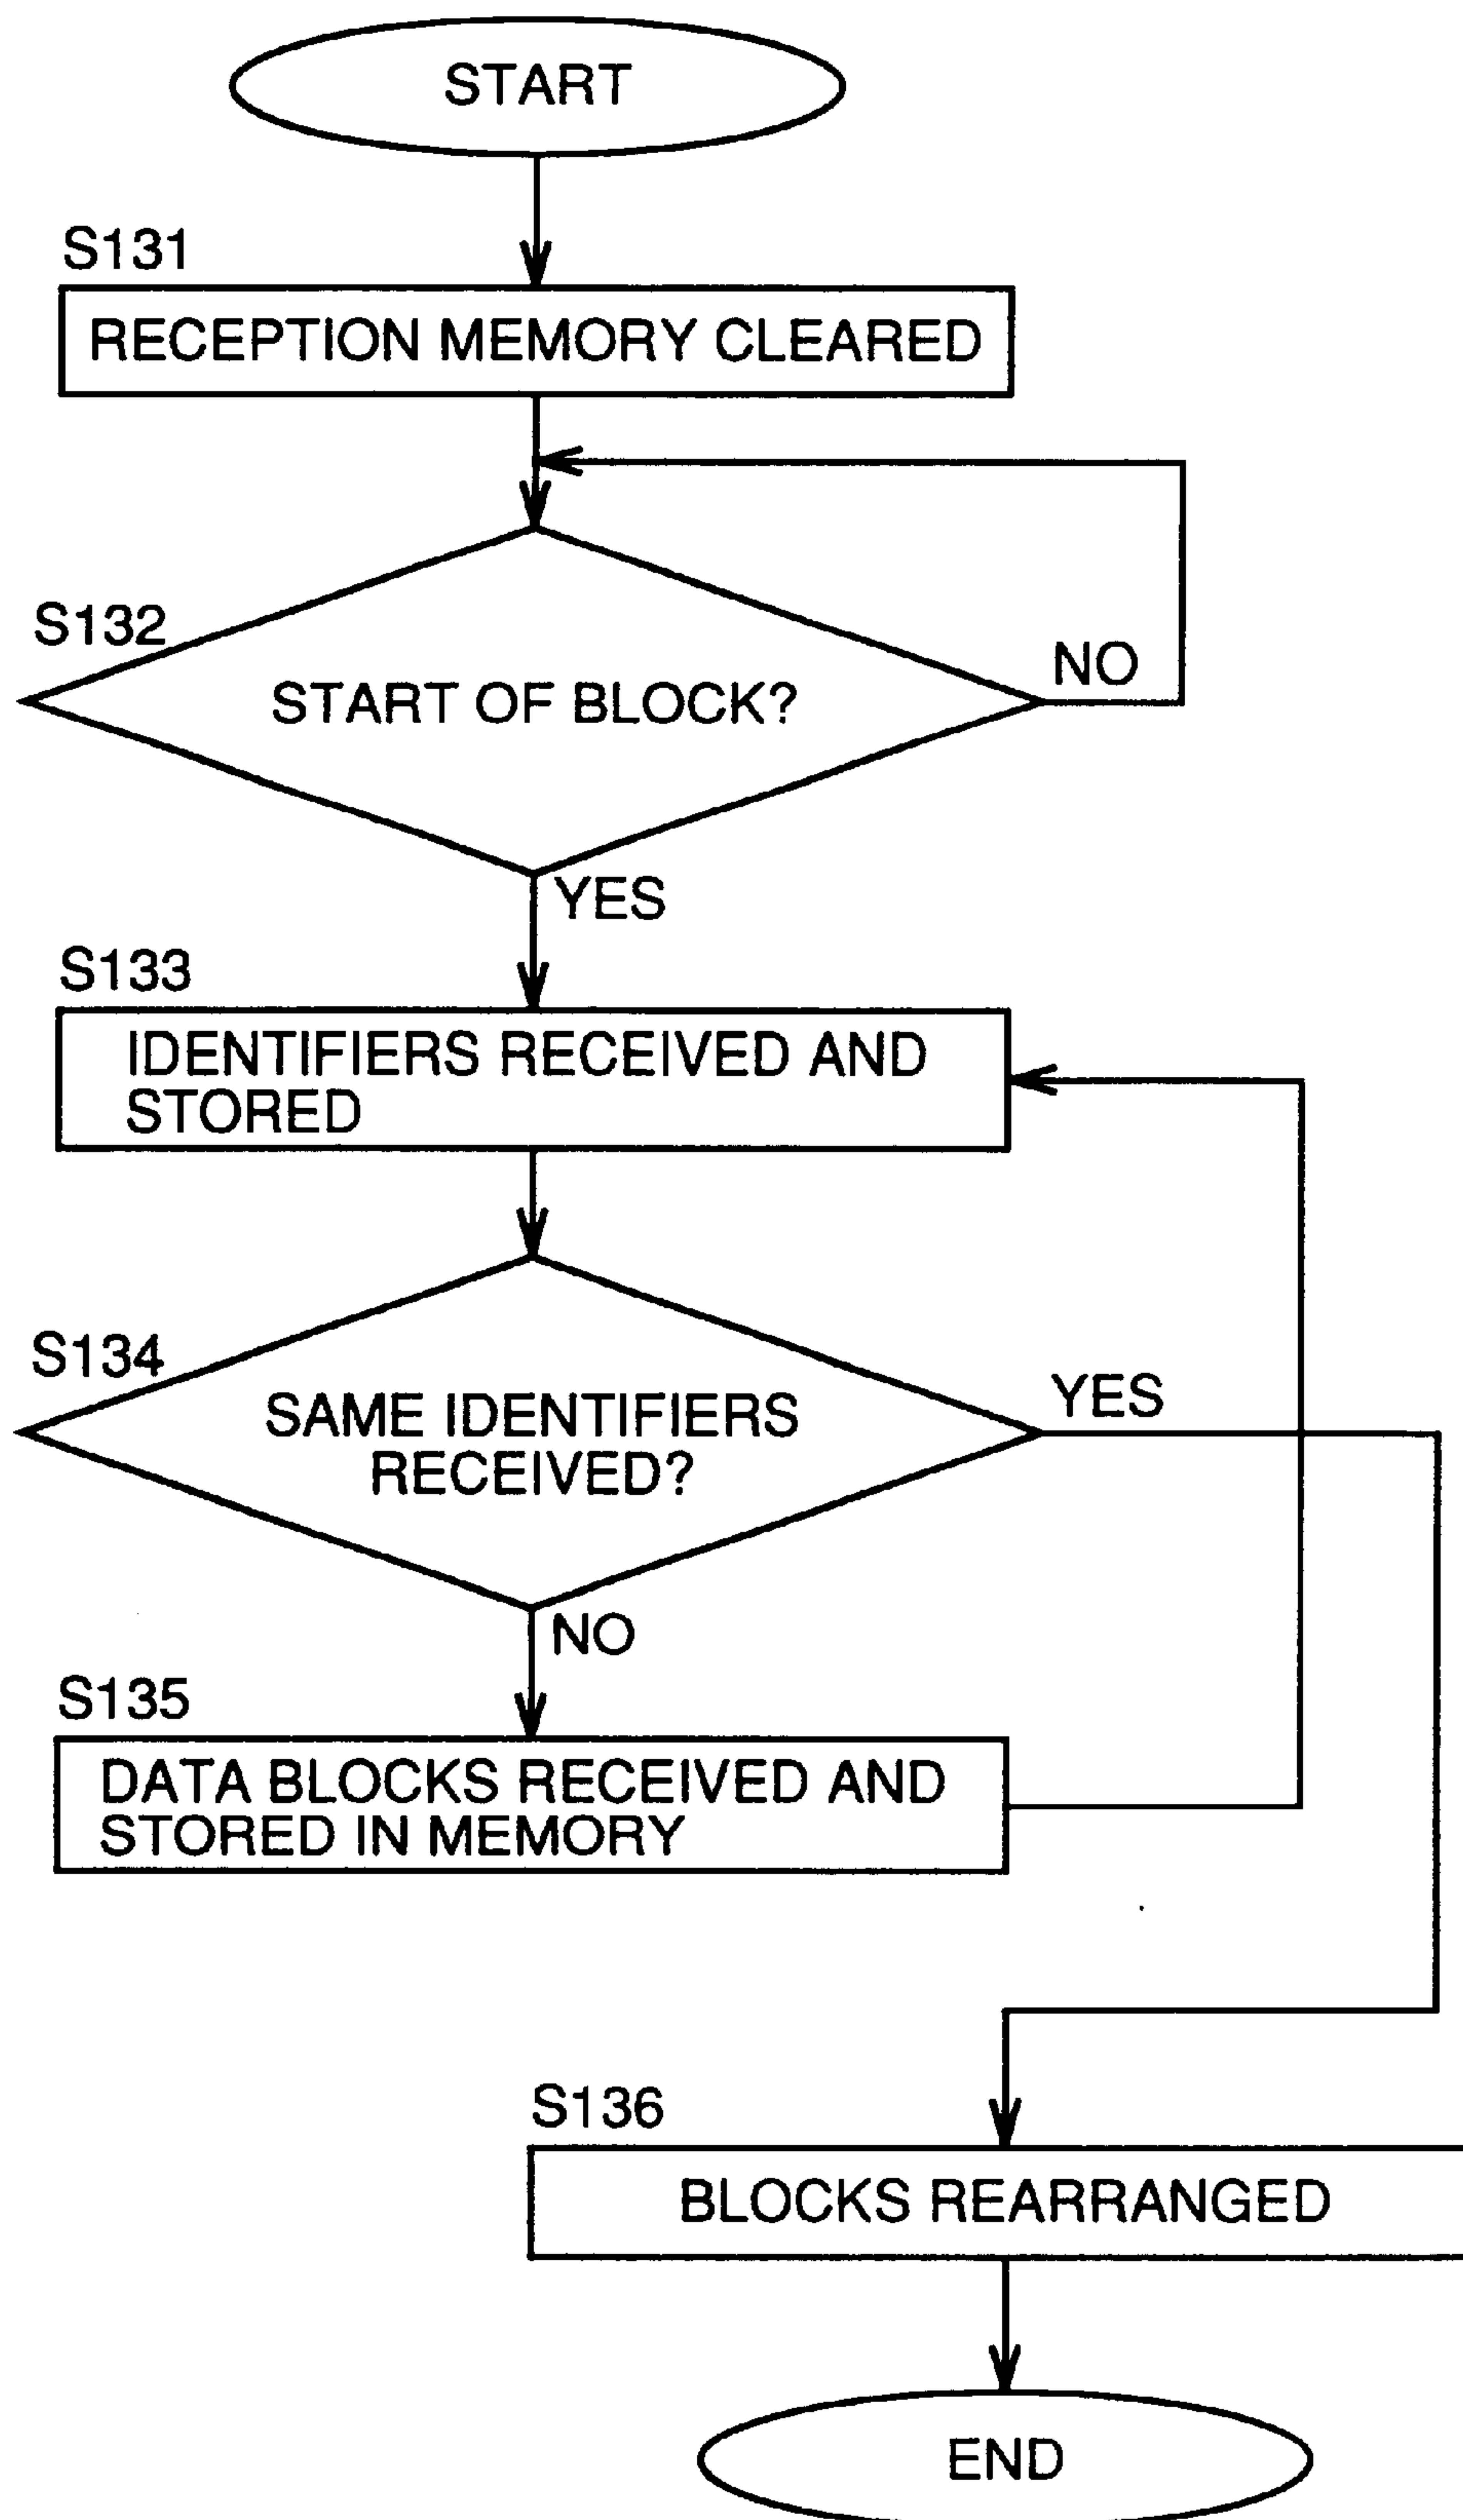 START
S131
RECEPTION MEMORY CLEARED
S132
START OF BLOCK?
NO
YES
S133
IDENTIFIERS RECEIVED AND
STORED
S134
SAME IDENTIFIERS
RECEIVED?
YES
NO
S135
DATA BLOCKS RECEIVED AND
STORED IN MEMORY
S136
BLOCKS REARRANGED
END